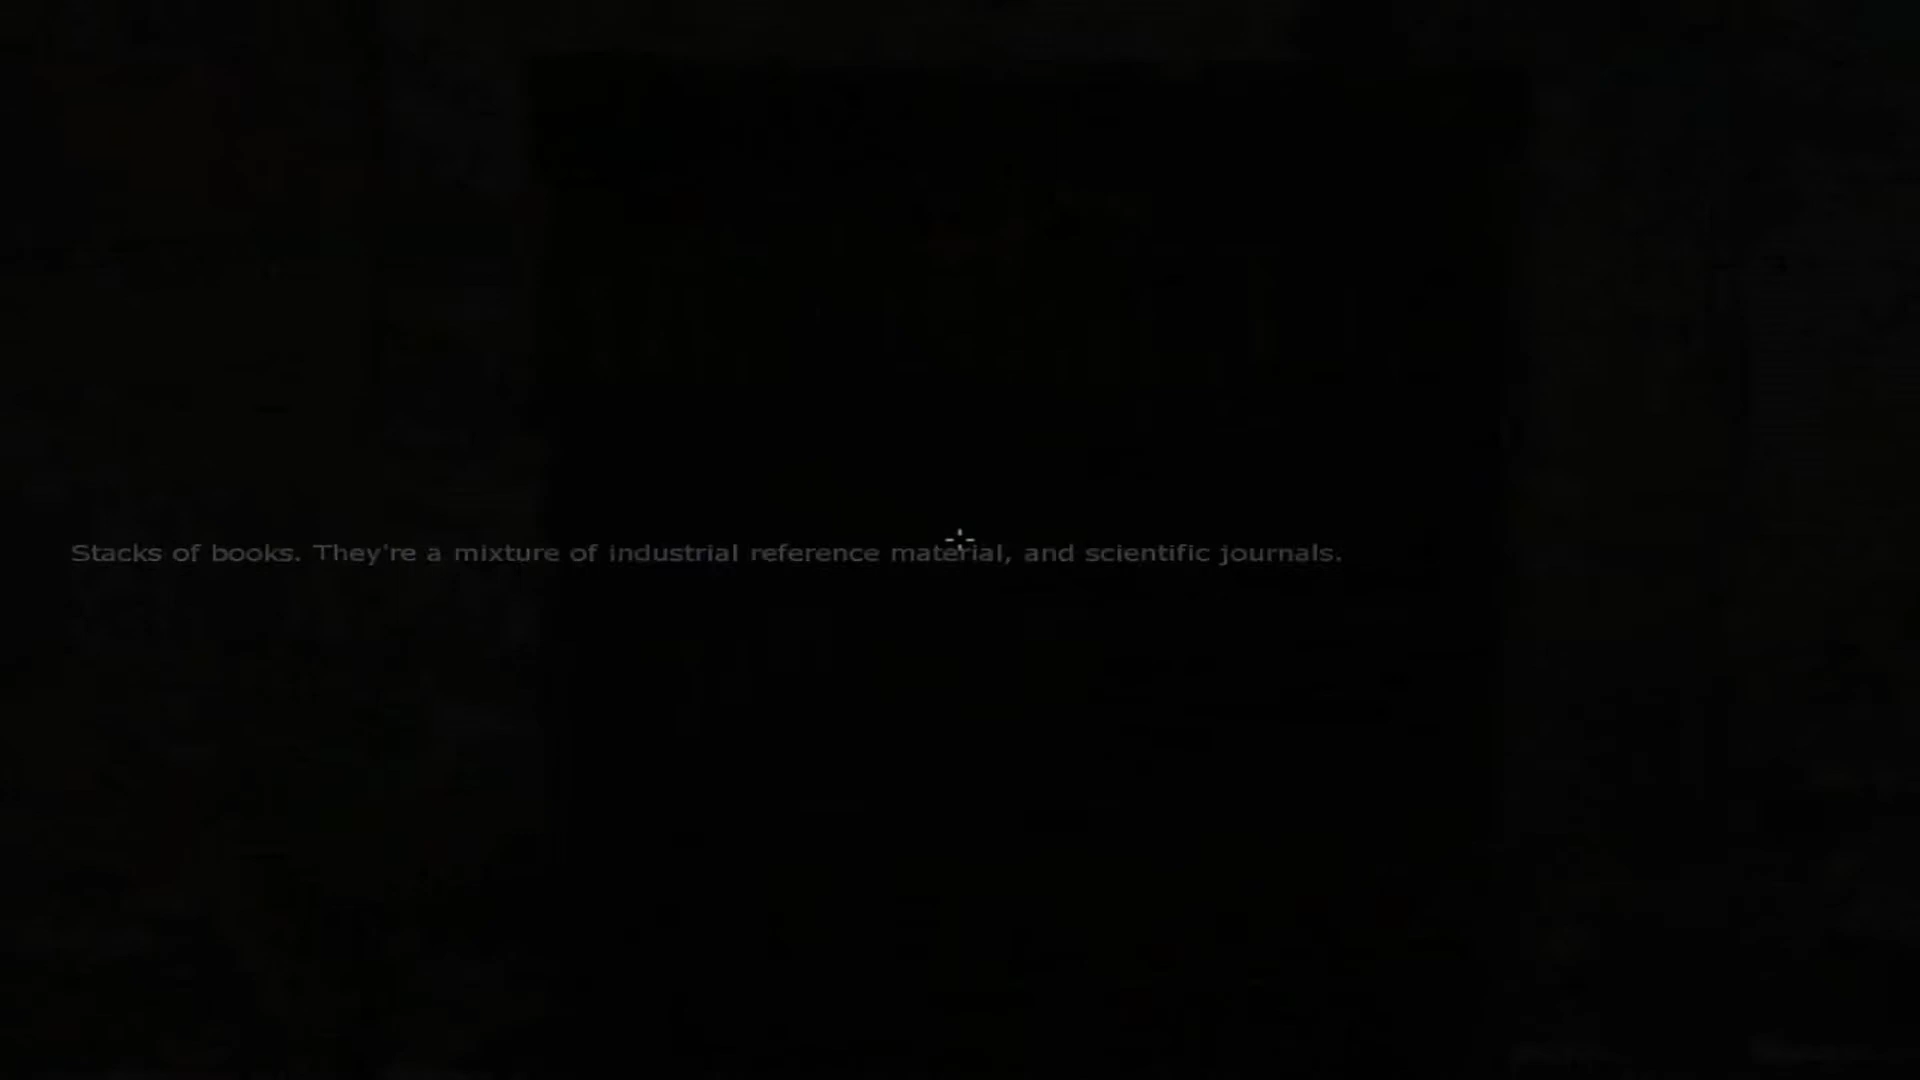 Stacks of books. They're a mixture of industrial reference material, and scientific journals.